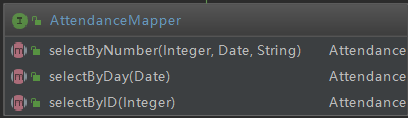 AttendanceMapper
selectByNumber(Integer, Date, String) Attendance
selectByDay(Date) Attendance
selectByID(Integer) Attendance